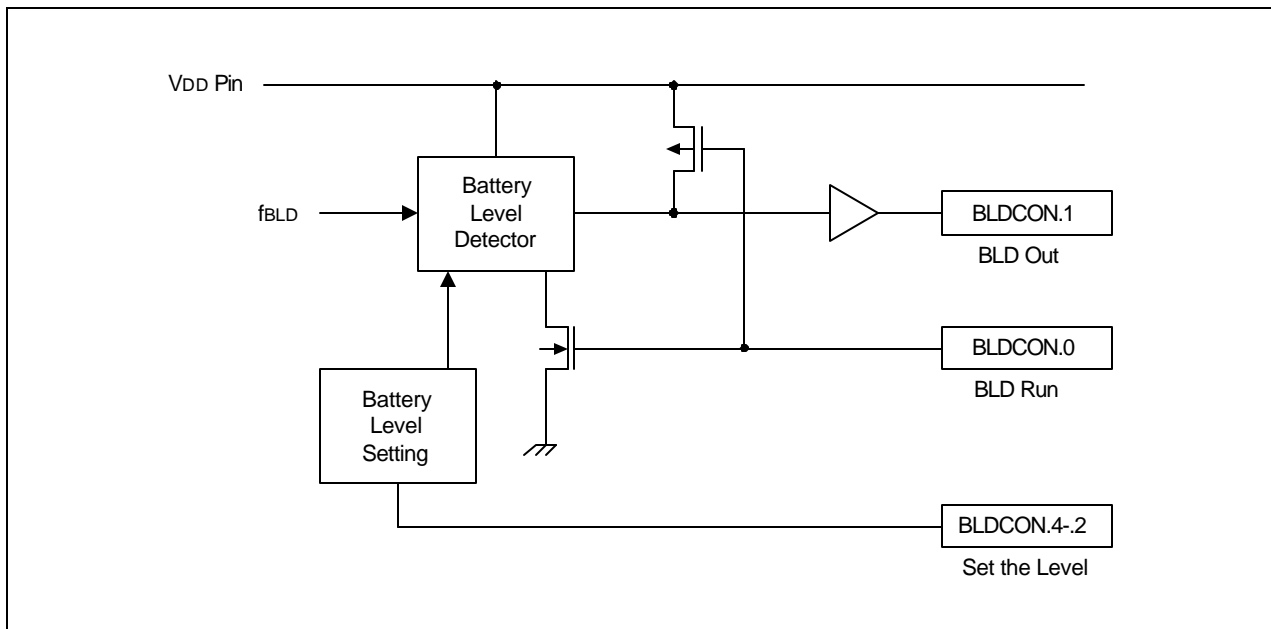 VDD Pin
fBLD
Battery
Level
Detector
BLDCON.1
BLD Out
BLDCON.0
BLD Run
Battery
Level
Setting
BLDCON.4-.2
Set the Level